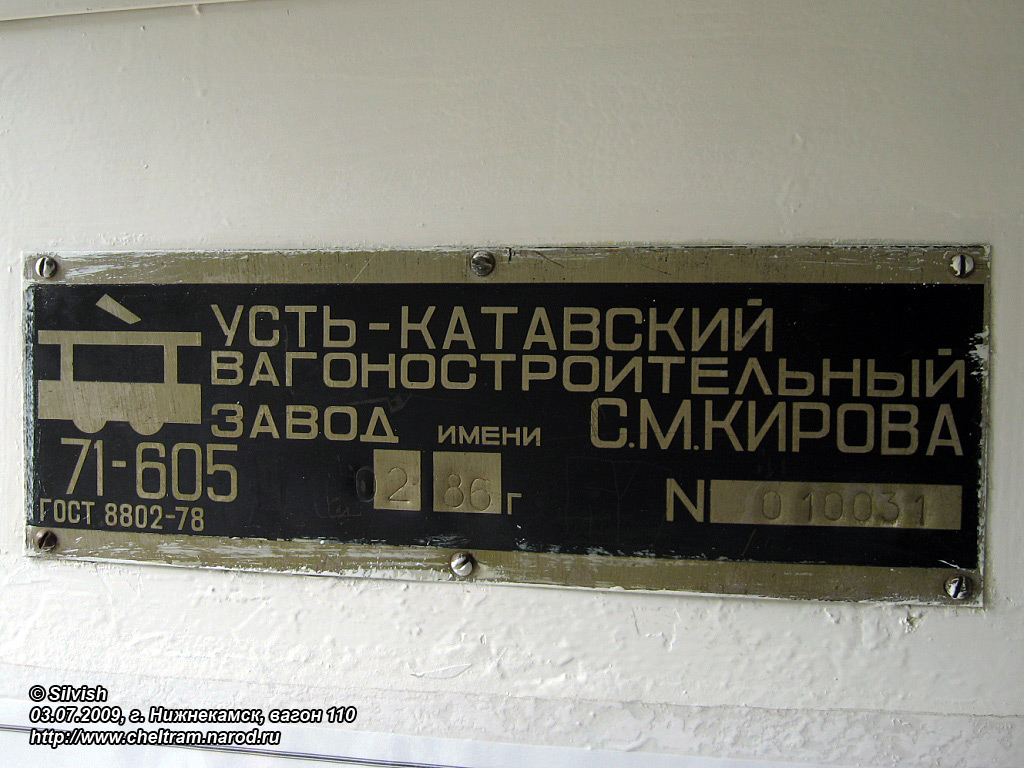 УСТЬ-КАТАВСКИЙ
ВАГОНОСТРОИТЕЛЬНЫЙ
ЗАВОД ИМЕНИ С.М.КИРОВА
71-605 02 86 г N 010031
ГОСТ 8802-78
© Silvish
03.07.2009, г. Нижнекамск, вагон 110
http://www.cheltram.narod.ru